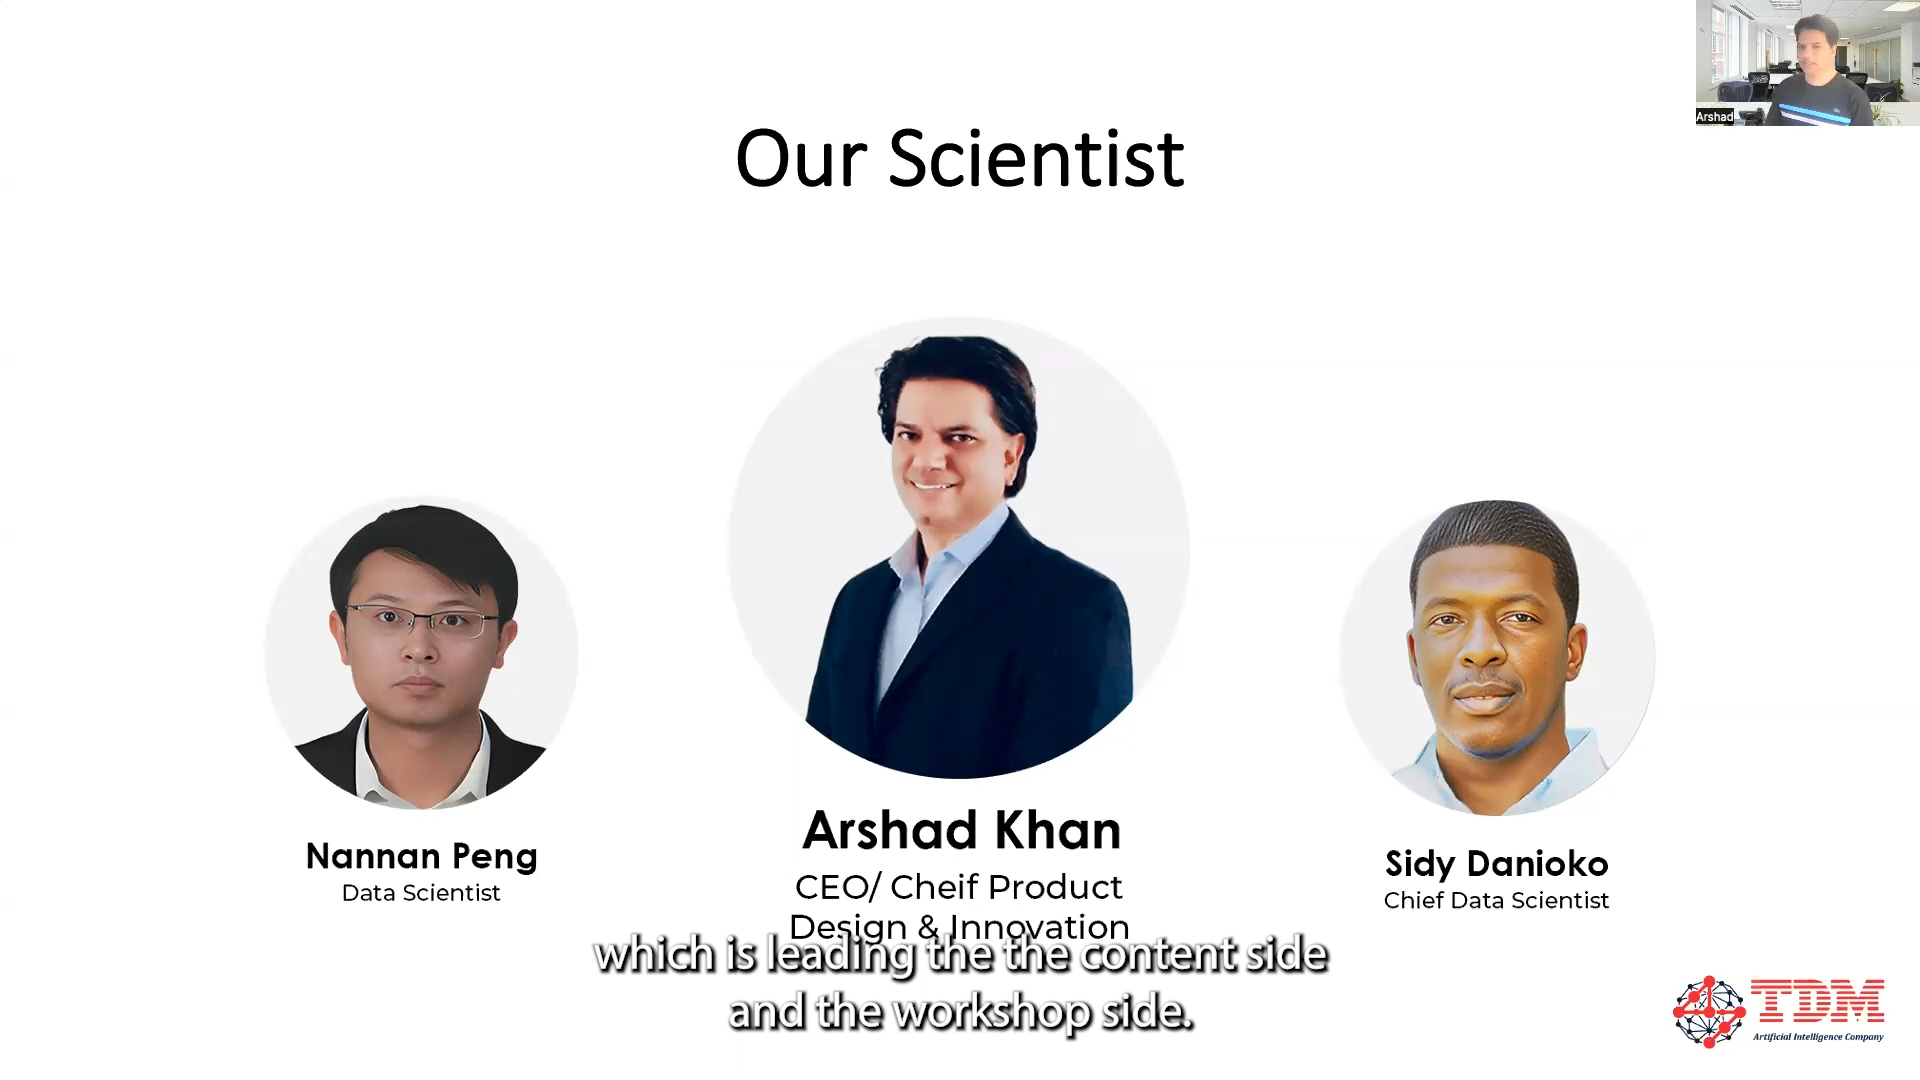 Arshad
Our Scientist
Nannan Peng
Data Scientist
Arshad Khan
CEO/ Cheif Product
Design & Innovation
Sidy Danioko
Chief Data Scientist
which is leading the the content side
and the workshop side.
TDM
Artificial Intelligence Company